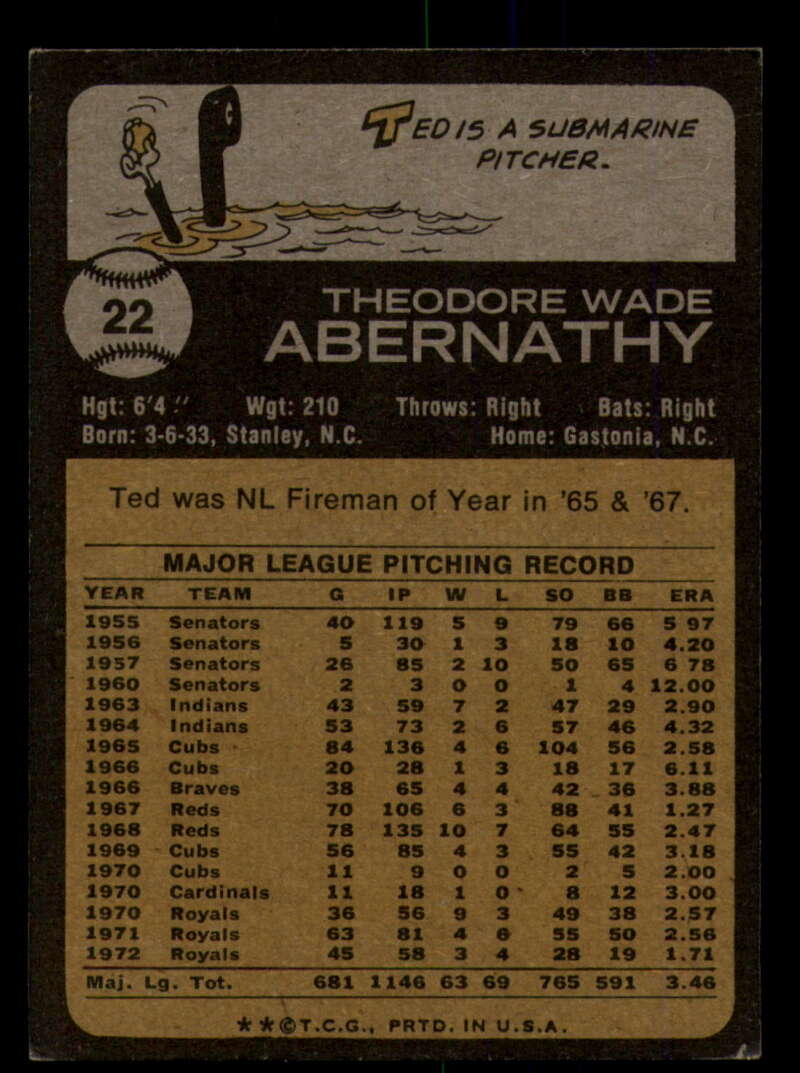 TED IS A SUBMARINE
PITCHER.
22
THEODORE WADE
ABERNATHY
Hgt: 6'4" Wgt: 210 Throws: Right Bats: Right
Born: 3-6-33, Stanley, N.C. Home: Gastonia, N.C.
Ted was NL Fireman of Year in '65 & '67.
MAJOR LEAGUE PITCHING RECORD
YEAR TEAM G IP W L SO BB ERA
1955 Senators 40 119 5 9 79 66 5 97
1956 Senators 5 30 1 3 18 10 4.20
1957 Senators 26 85 2 10 50 65 6 78
1960 Senators 2 3 0 0 1 4 12.00
1963 Indians 43 59 7 2 47 29 2.90
1964 Indians 53 73 2 6 57 46 4.32
1965 Cubs 84 136 4 6 104 56 2.58
1966 Cubs 20 28 1 3 18 17 6.11
1966 Braves 38 65 4 4 42 36 3.88
1967 Reds 70 106 6 3 88 41 1.27
1968 Reds 78 135 10 7 64 55 2.47
1969 Cubs 56 85 4 3 55 42 3.18
1970 Cubs 11 9 0 0 2 5 2.00
1970 Cardinals 11 18 1 0 8 12 3.00
1970 Royals 36 56 9 3 49 38 2.57
1971 Royals 63 81 4 6 55 50 2.56
1972 Royals 45 58 3 4 28 19 1.71
Maj. Lg. Tot. 681 1146 63 69 765 591 3.46
**©T.C.G., PRTD. IN U.S.A.